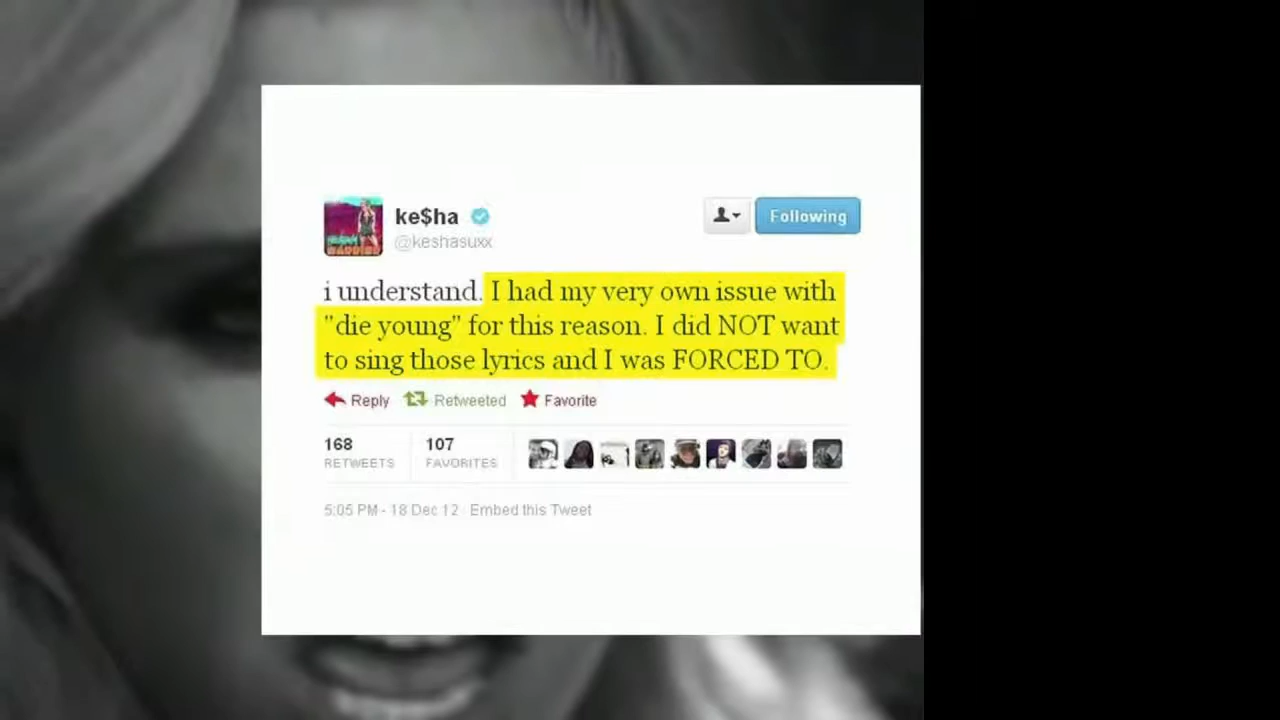 ke$ha
@keshasuxx
Following
i understand. I had my very own issue with
"die young" for this reason. I did NOT want
to sing those lyrics and I was FORCED TO.
Reply Retweeted Favorite
168 107
RETWEETS FAVORITES
5:05 PM - 18 Dec 12 · Embed this Tweet